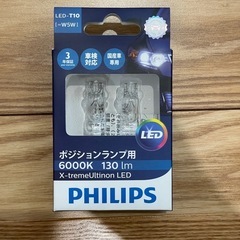 LED-T10
[-W5W]
3
年保証
車検
対応
国産車
専用
LED
ポジションランプ用
6000K 130 lm
X-tremeUltinon LED
PHILIPS